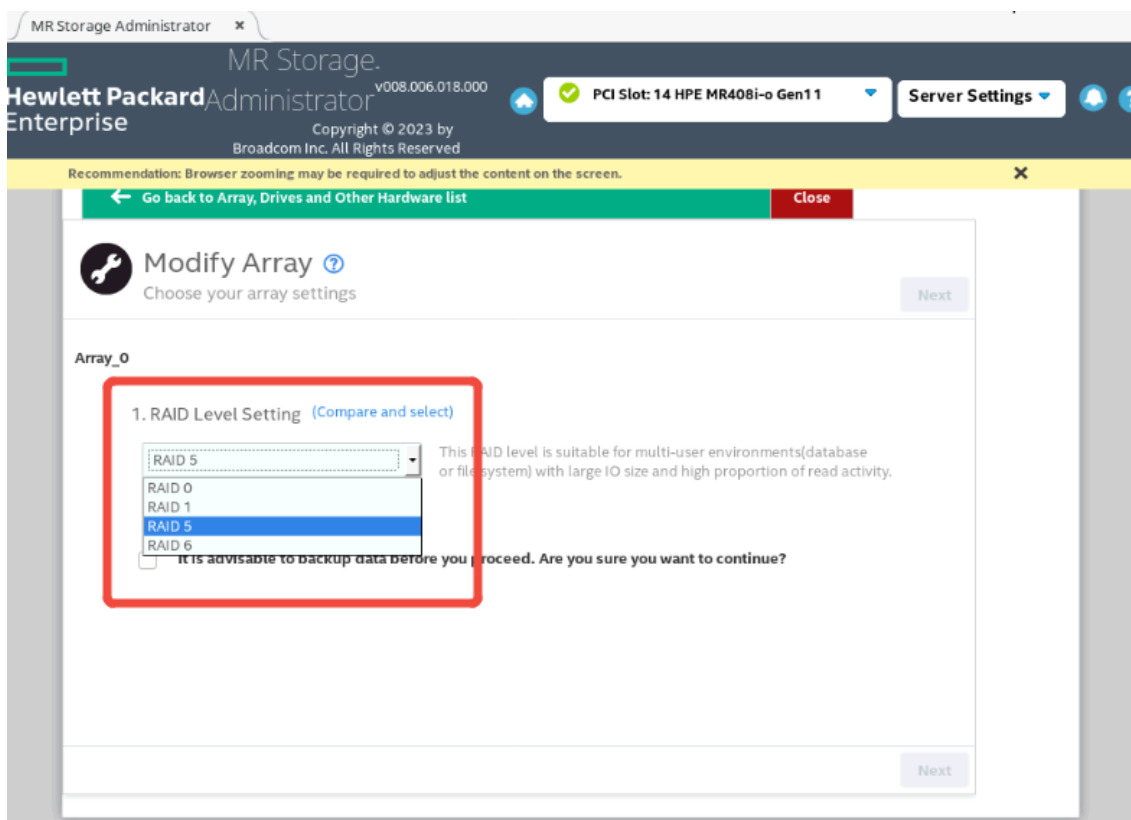 MR Storage Administrator ×
MR Storage
Administrator v008.006.018.000
Hewlett Packard
Enterprise
Copyright © 2023 by
Broadcom Inc. All Rights Reserved
PCI Slot: 14 HPE MR408i-o Gen11
Server Settings
Recommendation: Browser zooming may be required to adjust the content on the screen.
Go back to Array, Drives and Other Hardware list
Close
Modify Array ?
Choose your array settings
Next
Array_0
1. RAID Level Setting (Compare and select)
RAID 5
This RAID level is suitable for multi-user environments(database
or file system) with large IO size and high proportion of read activity.
RAID 0
RAID 1
RAID 5
RAID 6
It is advisable to backup data before you proceed. Are you sure you want to continue?
Next